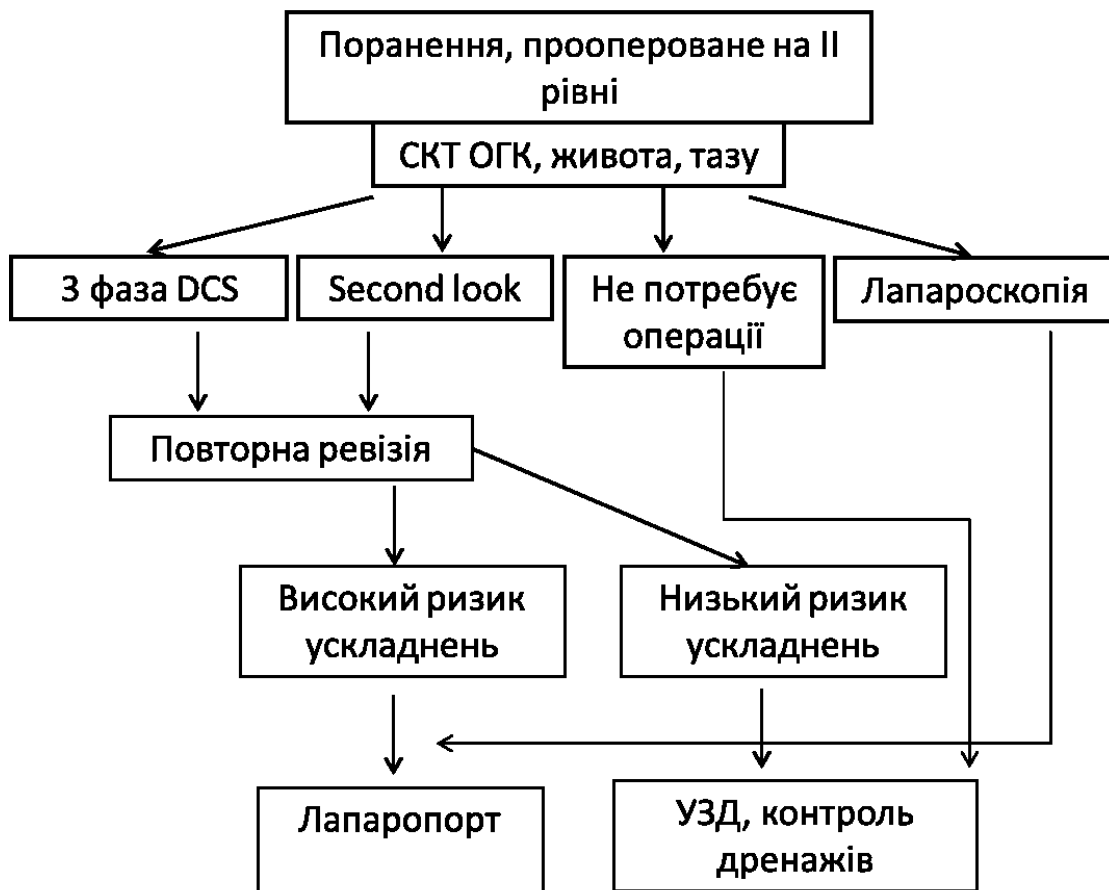 Поранення, прооперованe на ІІ
рівні
СКТ ОГК, живота, тазу
3 фаза DCS
Second look
Не потребує
операції
Лапароскопія
Повторна ревізія
Високий ризик
ускладнень
Низький ризик
ускладнень
Лапаропорт
УЗД, контроль
дренажів